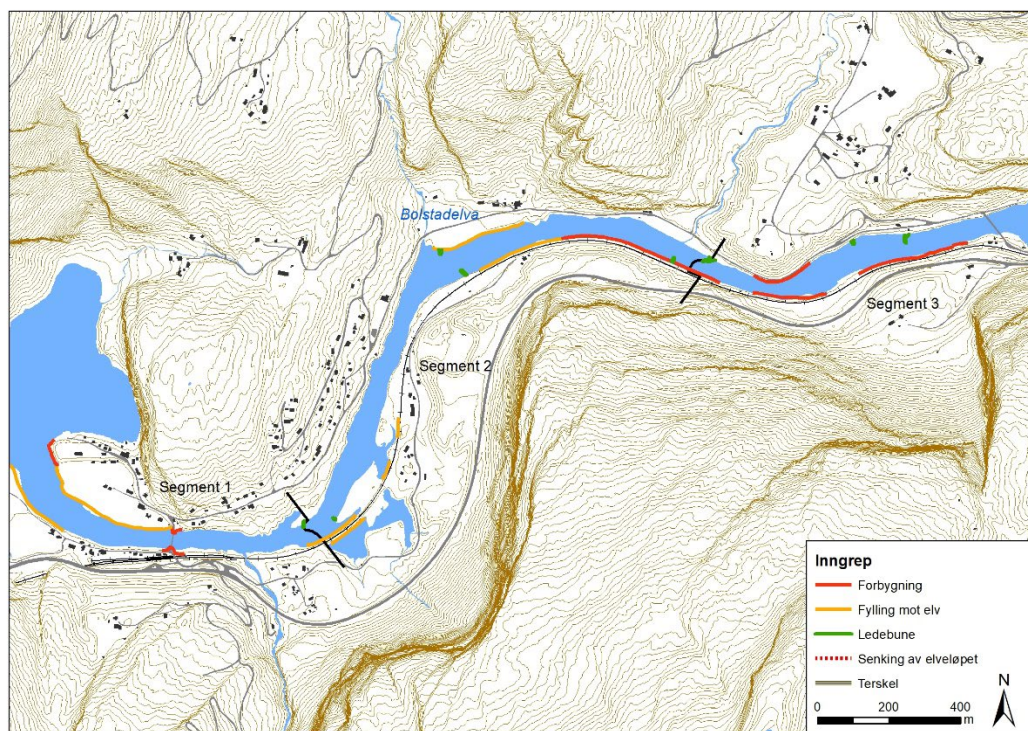 Bolstadelva
Segment 3
Segment 2
Segment 1
Inngrep
Forbygning
Fylling mot elv
Ledebune
Senking av elveløpet
Terskel
N
0 200 400
m